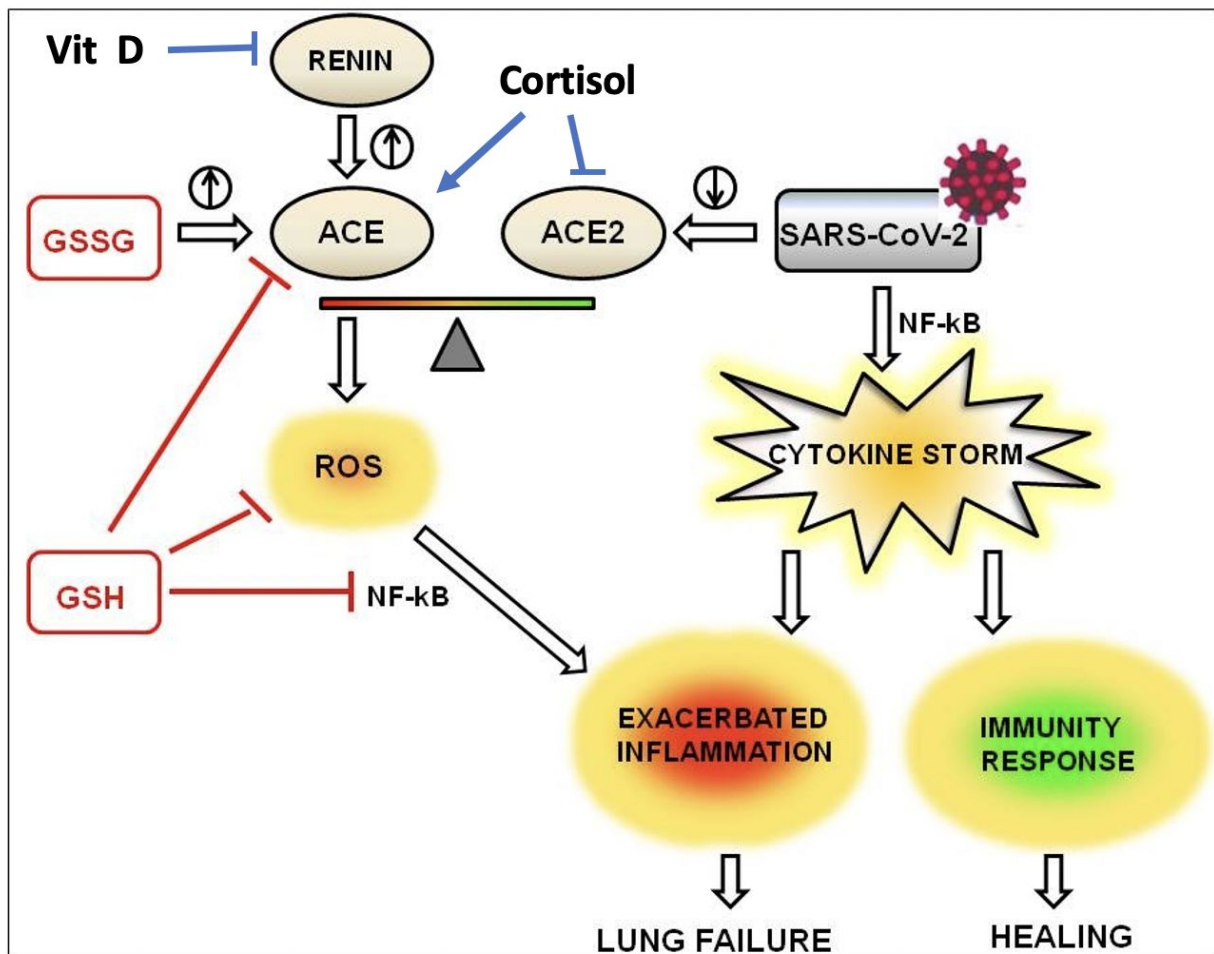 Vit D
RENIN
Cortisol
GSSG
ACE
ACE2
SARS-CoV-2
NF-kB
CYTOKINE STORM
ROS
GSH
NF-kB
EXACERBATED
INFLAMMATION
IMMUNITY
RESPONSE
LUNG FAILURE
HEALING